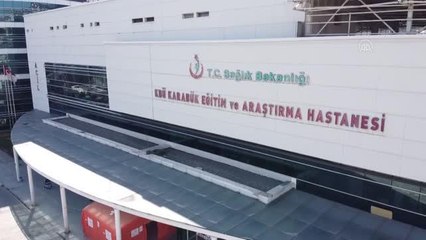 T.C. Sağlık Bakanlığı
KBÜ KARABÜK EĞİTİM ve ARAŞTIRMA HASTANESİ